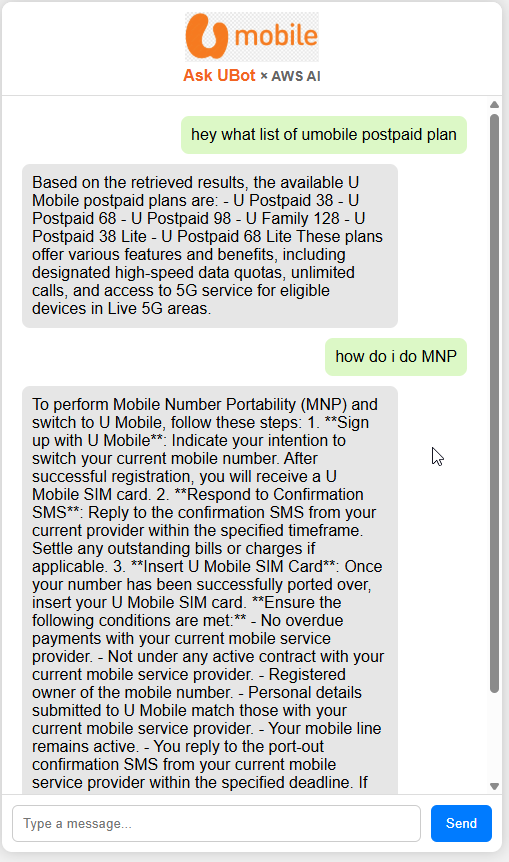 mobile
Ask UBot × AWS AI
hey what list of umobile postpaid plan
Based on the retrieved results, the available U
Mobile postpaid plans are: - U Postpaid 38 - U
Postpaid 68 - U Postpaid 98 - U Family 128 - U
Postpaid 38 Lite - U Postpaid 68 Lite These plans
offer various features and benefits, including
designated high-speed data quotas, unlimited
calls, and access to 5G service for eligible
devices in Live 5G areas.
how do i do MNP
To perform Mobile Number Portability (MNP) and
switch to U Mobile, follow these steps: 1. **Sign
up with U Mobile**: Indicate your intention to
switch your current mobile number. After
successful registration, you will receive a U
Mobile SIM card. 2. **Respond to Confirmation
SMS**: Reply to the confirmation SMS from your
current provider within the specified timeframe.
Settle any outstanding bills or charges if
applicable. 3. **Insert U Mobile SIM Card**: Once
your number has been successfully ported over,
insert your U Mobile SIM card. **Ensure the
following conditions are met:** - No overdue
payments with your current mobile service
provider. - Not under any active contract with your
current mobile service provider. - Registered
owner of the mobile number. - Personal details
submitted to U Mobile match those with your
current mobile service provider. - Your mobile line
remains active. - You reply to the port-out
confirmation SMS from your current mobile
service provider within the specified deadline. If
Type a message...
Send